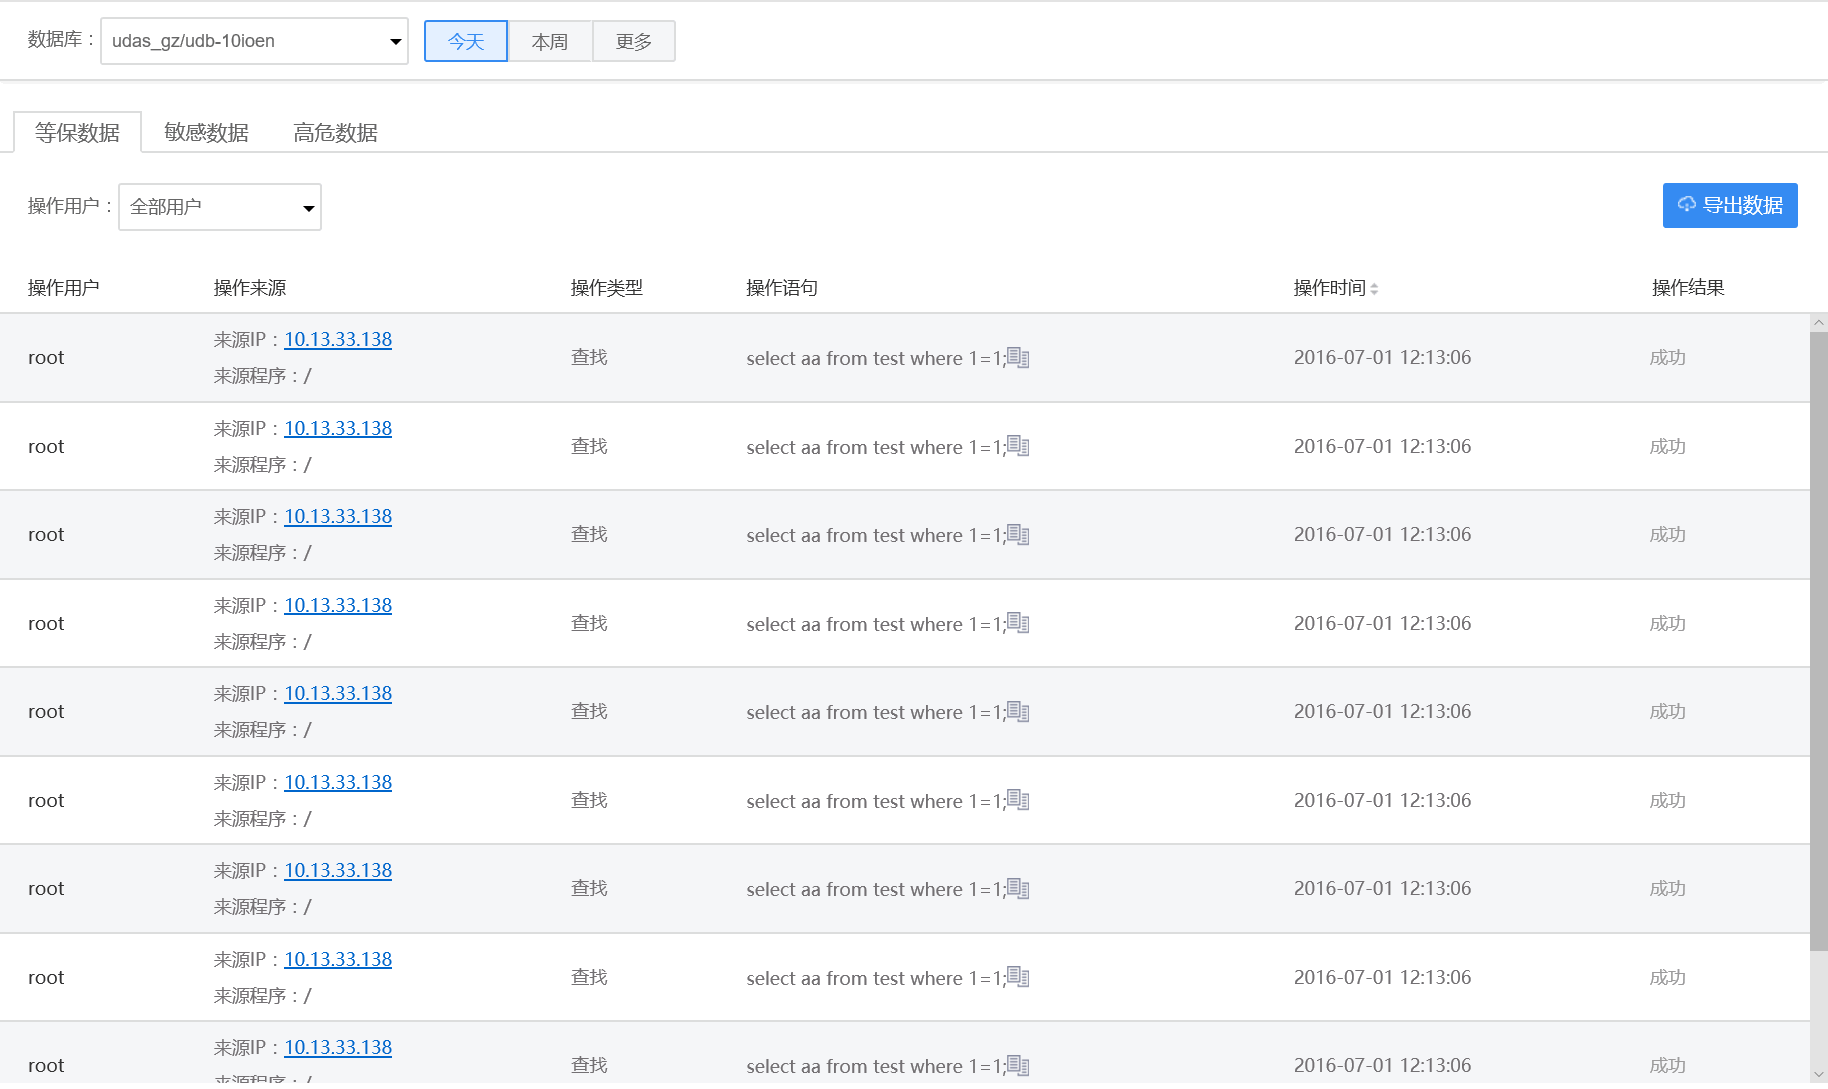 数据库： udas_gz/udb-10ioen 今天 本周 更多
等保数据 敏感数据 高危数据
操作用户： 全部用户 导出数据
操作用户 操作来源 操作类型 操作语句 操作时间 操作结果
来源IP：10.13.33.138
root 查找 select aa from test where 1=1; 2016-07-01 12:13:06 成功
来源程序：/
来源IP：10.13.33.138
root 查找 select aa from test where 1=1; 2016-07-01 12:13:06 成功
来源程序：/
来源IP：10.13.33.138
root 查找 select aa from test where 1=1; 2016-07-01 12:13:06 成功
来源程序：/
来源IP：10.13.33.138
root 查找 select aa from test where 1=1; 2016-07-01 12:13:06 成功
来源程序：/
来源IP：10.13.33.138
root 查找 select aa from test where 1=1; 2016-07-01 12:13:06 成功
来源程序：/
来源IP：10.13.33.138
root 查找 select aa from test where 1=1; 2016-07-01 12:13:06 成功
来源程序：/
来源IP：10.13.33.138
root 查找 select aa from test where 1=1; 2016-07-01 12:13:06 成功
来源程序：/
来源IP：10.13.33.138
root 查找 select aa from test where 1=1; 2016-07-01 12:13:06 成功
来源程序：/
来源IP：10.13.33.138
root 查找 select aa from test where 1=1; 2016-07-01 12:13:06 成功
来源程序：/